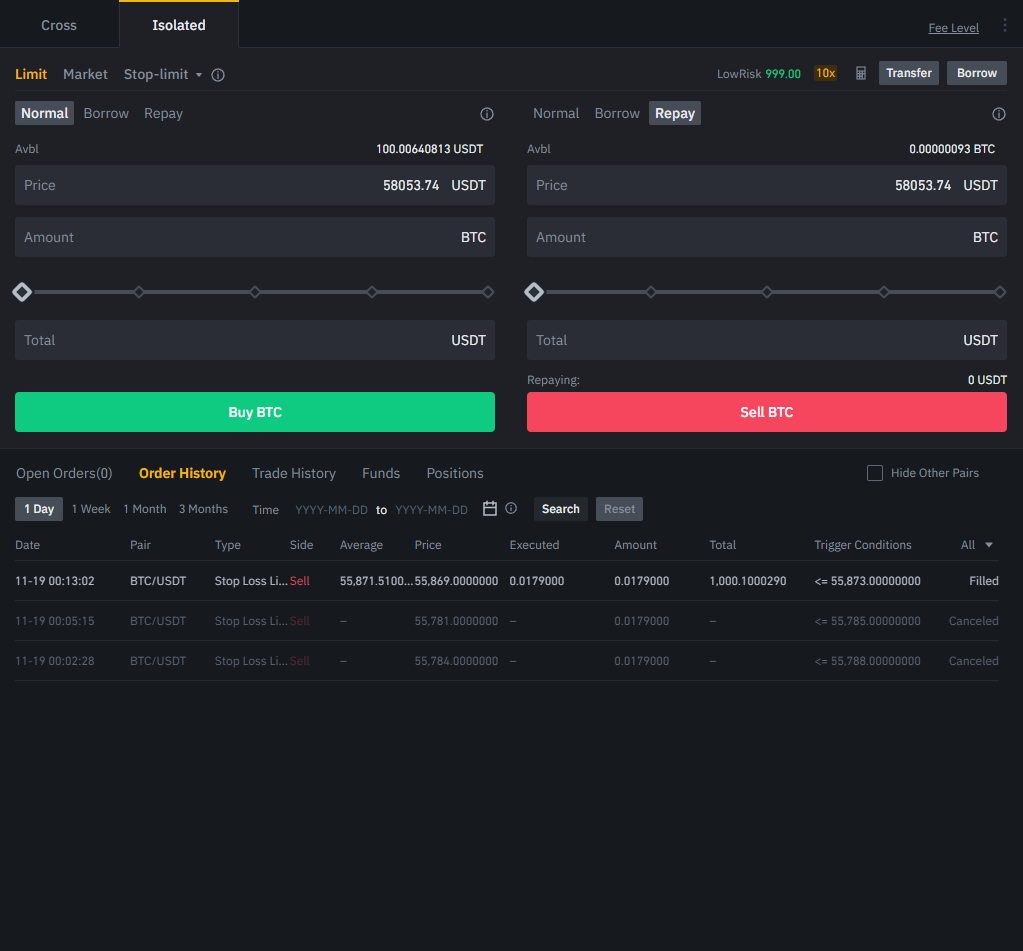 Cross Isolated Fee Level
Limit Market Stop-limit LowRisk 999.00 10x Transfer Borrow
Normal Borrow Repay Normal Borrow Repay
Avbl 100.00640813 USDT Avbl 0.00000093 BTC
Price 58053.74 USDT Price 58053.74 USDT
Amount BTC Amount BTC
Total USDT Total USDT
Repaying: 0 USDT
Buy BTC Sell BTC
Open Orders(0) Order History Trade History Funds Positions Hide Other Pairs
1 Day 1 Week 1 Month 3 Months Time YYYY-MM-DD to YYYY-MM-DD Search Reset
Date Pair Type Side Average Price Executed Amount Total Trigger Conditions All
11-19 00:13:02 BTC/USDT Stop Loss Li... Sell 55,871.5100... 55,869.0000000 0.0179000 0.0179000 1,000.1000290 <= 55,873.00000000 Filled
11-19 00:05:15 BTC/USDT Stop Loss Li... Sell – 55,781.0000000 – 0.0179000 – <= 55,785.00000000 Canceled
11-19 00:02:28 BTC/USDT Stop Loss Li... Sell – 55,784.0000000 – 0.0179000 – <= 55,788.00000000 Canceled